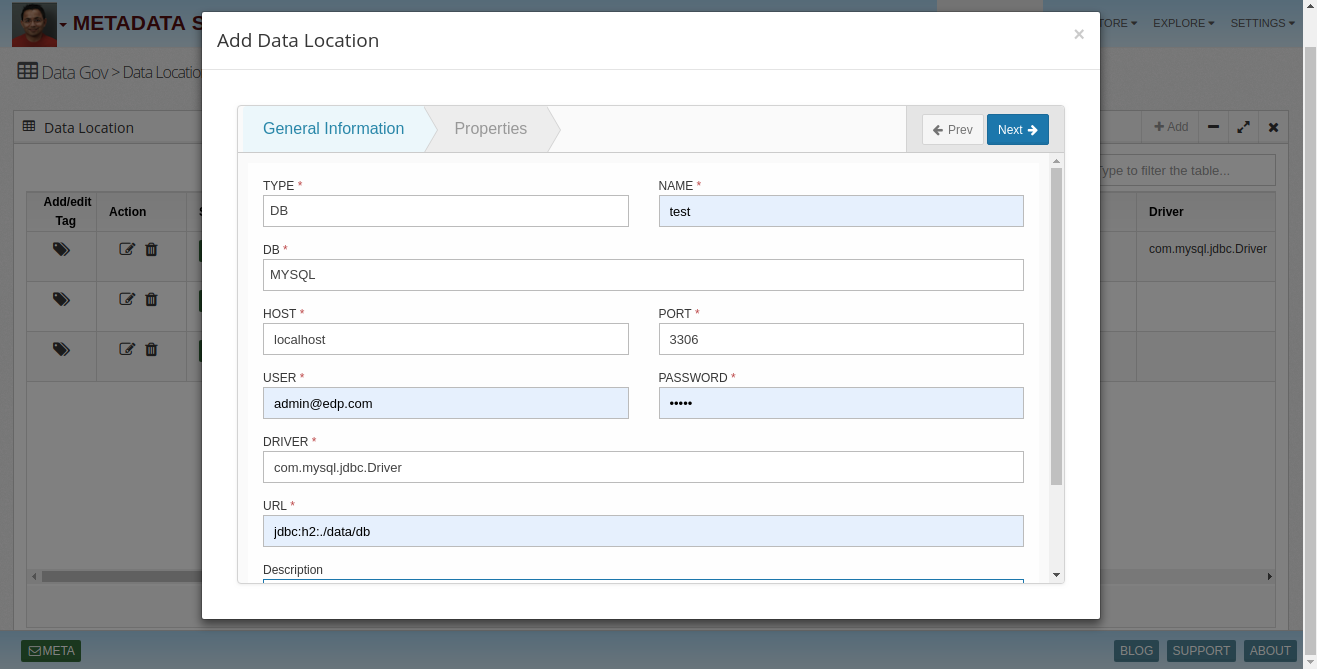 METADATA S
TORE
EXPLORE
SETTINGS
Data Gov > Data Locatio
Data Location
Add
Type to filter the table...
Add/edit Tag
Action
S
Driver
com.mysql.jdbc.Driver
Add Data Location
×
General Information
Properties
Prev
Next
TYPE *
NAME *
DB
test
DB *
MYSQL
HOST *
PORT *
localhost
3306
USER *
PASSWORD *
admin@edp.com
•••••
DRIVER *
com.mysql.jdbc.Driver
URL *
jdbc:h2:./data/db
Description
META
BLOG
SUPPORT
ABOUT